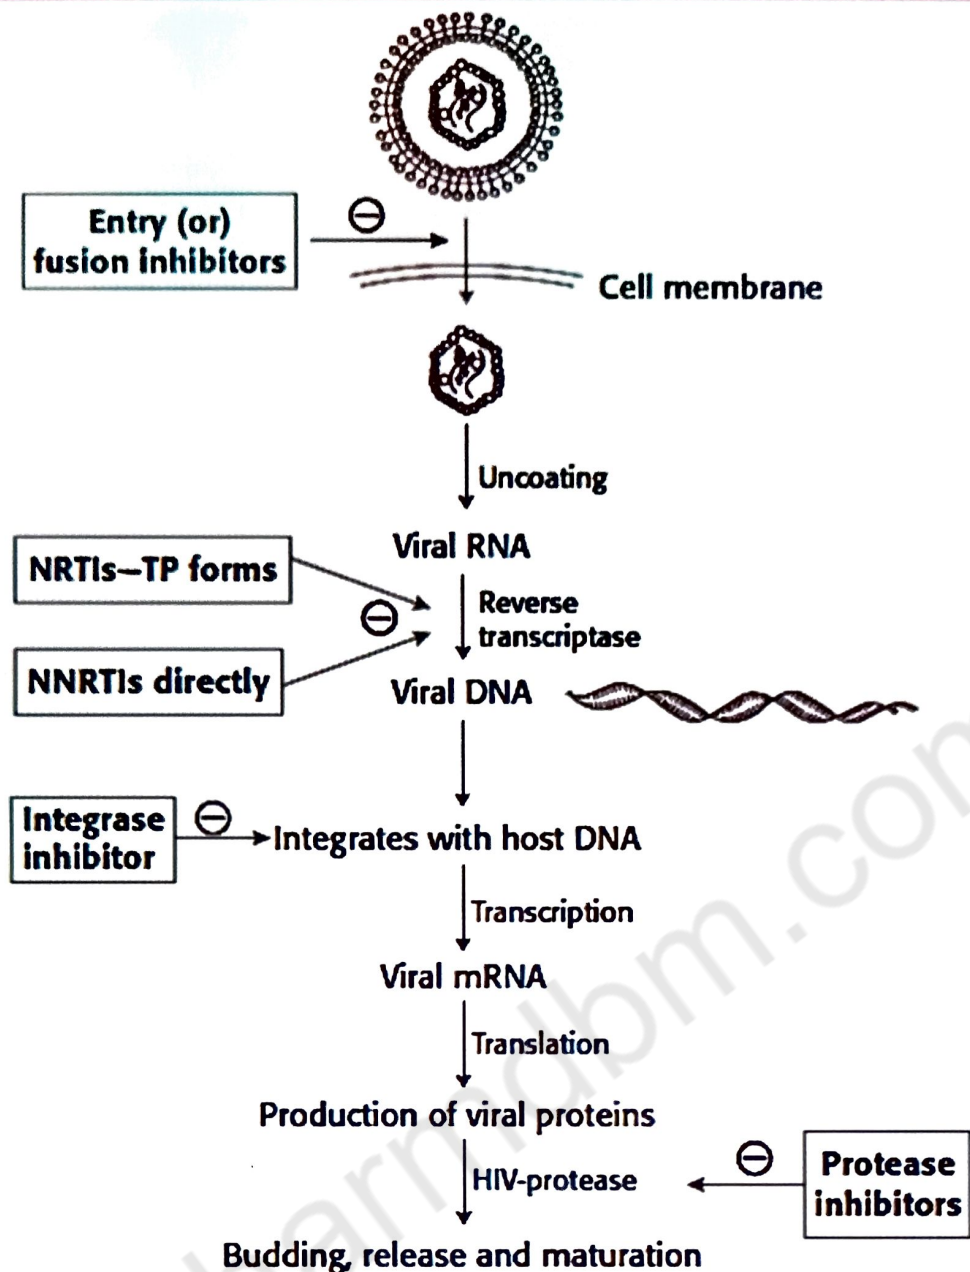 Entry (or)
fusion inhibitors
Cell membrane
Uncoating
Viral RNA
NRTIs–TP forms
Reverse
transcriptase
NNRTIs directly
Viral DNA
Integrase
inhibitor
Integrates with host DNA
Transcription
Viral mRNA
Translation
Production of viral proteins
HIV-protease
Protease
inhibitors
Budding, release and maturation